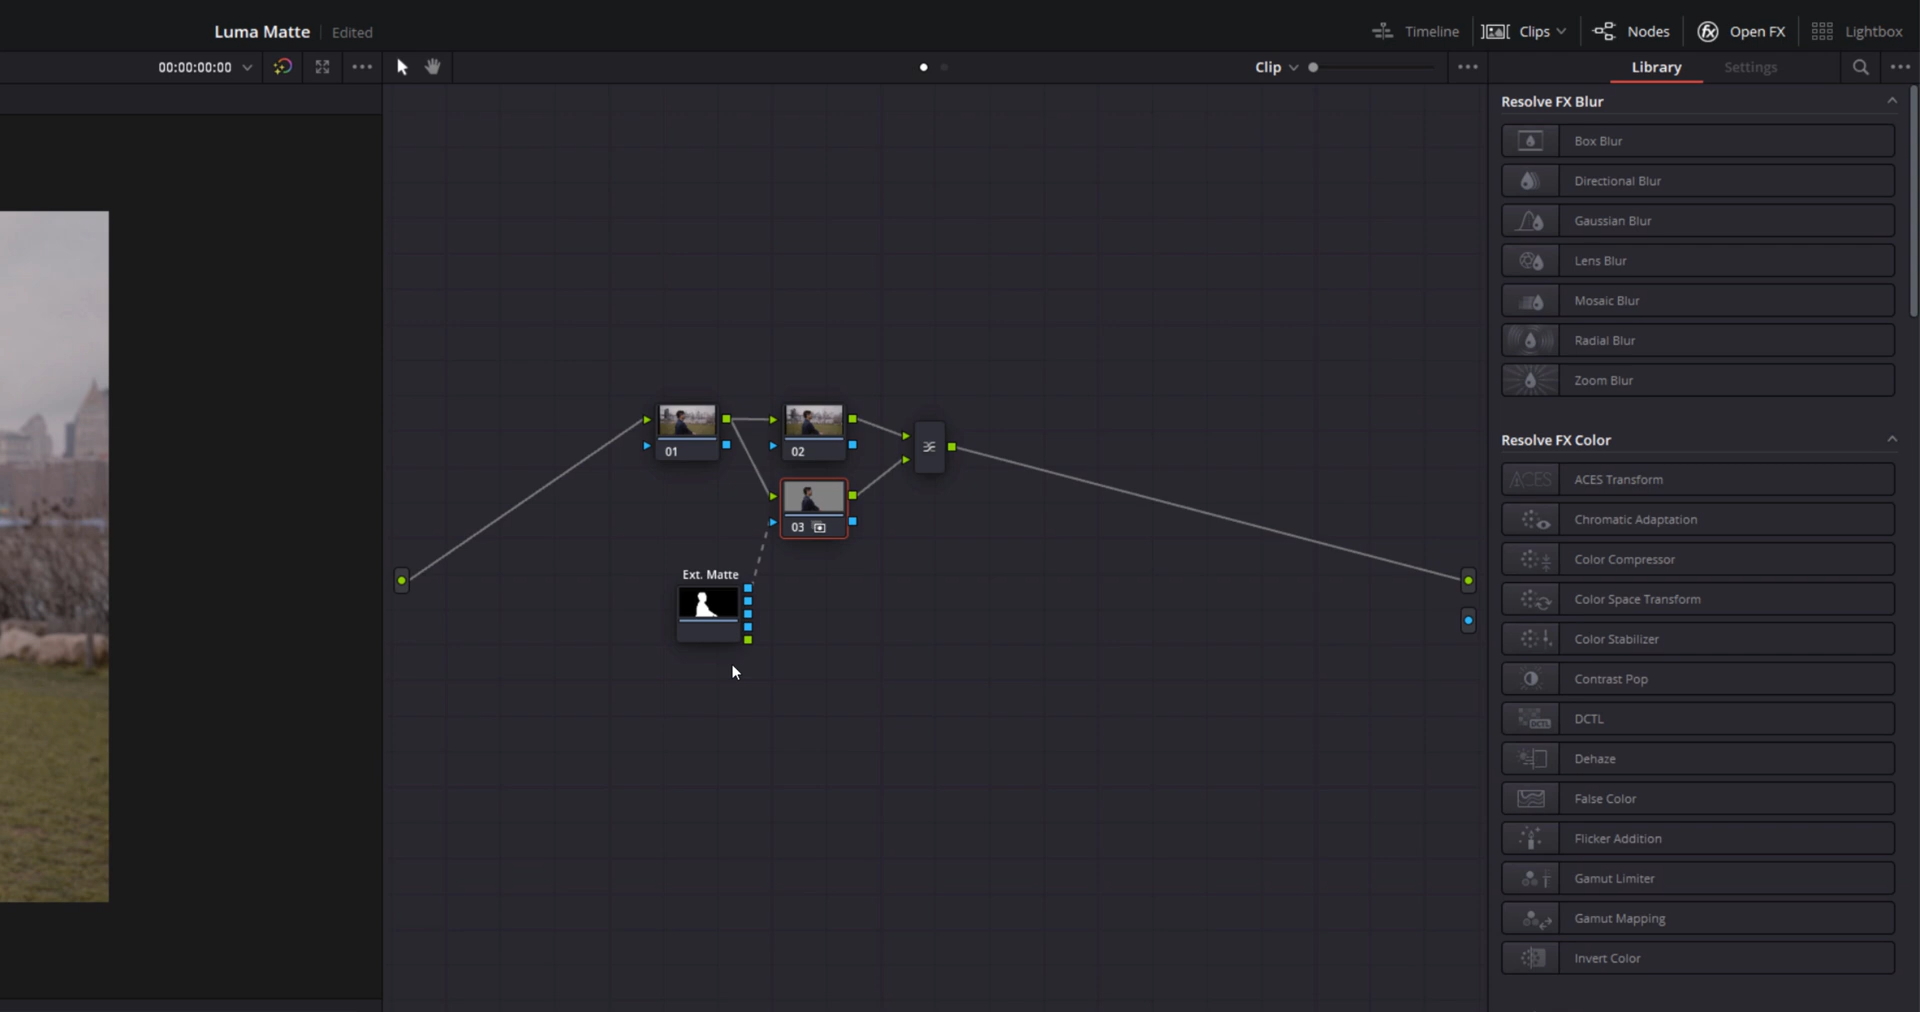 Luma Matte
Edited
Timeline
Clips
Nodes
fx
Open FX
Lightbox
00:00:00:00
Clip
Library
Settings
Resolve FX Blur
Box Blur
Directional Blur
Gaussian Blur
Lens Blur
Mosaic Blur
Radial Blur
Zoom Blur
01
02
03
Ext. Matte
Resolve FX Color
ACES
ACES Transform
Chromatic Adaptation
Color Compressor
Color Space Transform
Color Stabilizer
Contrast Pop
DCTL
DCTL
Dehaze
False Color
Flicker Addition
Gamut Limiter
Gamut Mapping
Invert Color